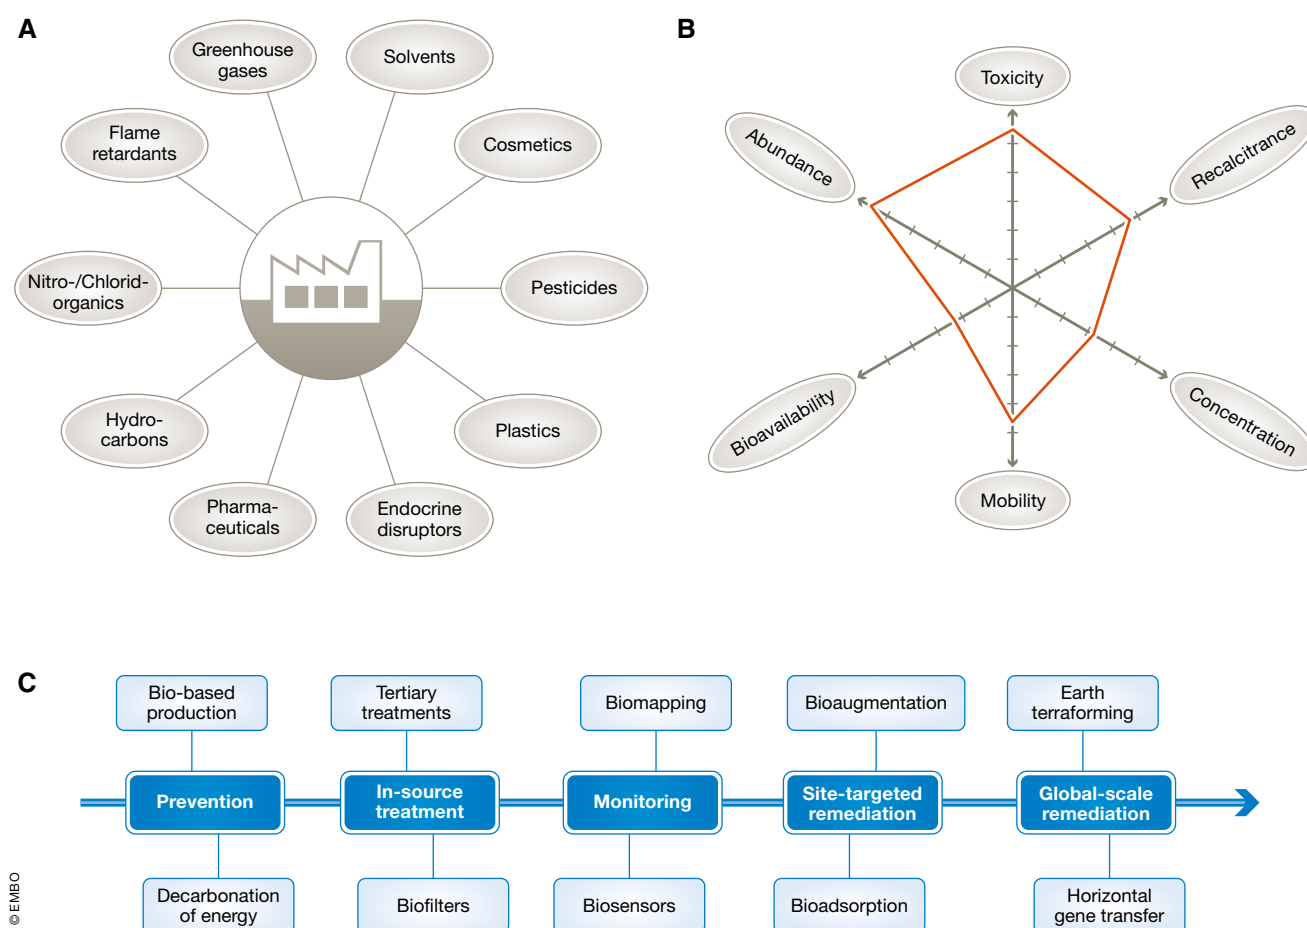 A
Greenhouse
gases
Solvents
Flame
retardants
Cosmetics
Nitro-/Chlorid-
organics
Pesticides
Hydro-
carbons
Plastics
Pharma-
ceuticals
Endocrine
disruptors
B
Toxicity
Abundance
Recalcitrance
Bioavailability
Concentration
Mobility
C
Bio-based
production
Tertiary
treatments
Biomapping
Bioaugmentation
Earth
terraforming
Prevention
In-source
treatment
Monitoring
Site-targeted
remediation
Global-scale
remediation
Decarbonation
of energy
Biofilters
Biosensors
Bioadsorption
Horizontal
gene transfer
© EMBO